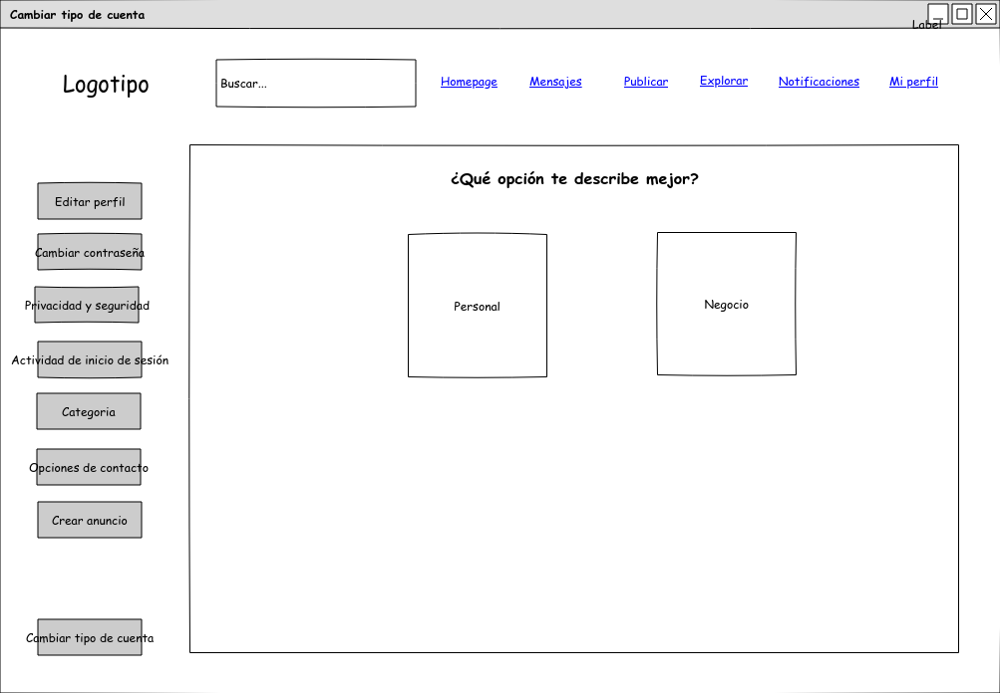 Cambiar tipo de cuenta
Label
Logotipo
Buscar...
Homepage
Mensajes
Publicar
Explorar
Notificaciones
Mi perfil
¿Qué opción te describe mejor?
Personal
Negocio
Editar perfil
Cambiar contraseña
Privacidad y seguridad
Actividad de inicio de sesión
Categoria
Opciones de contacto
Crear anuncio
Cambiar tipo de cuenta